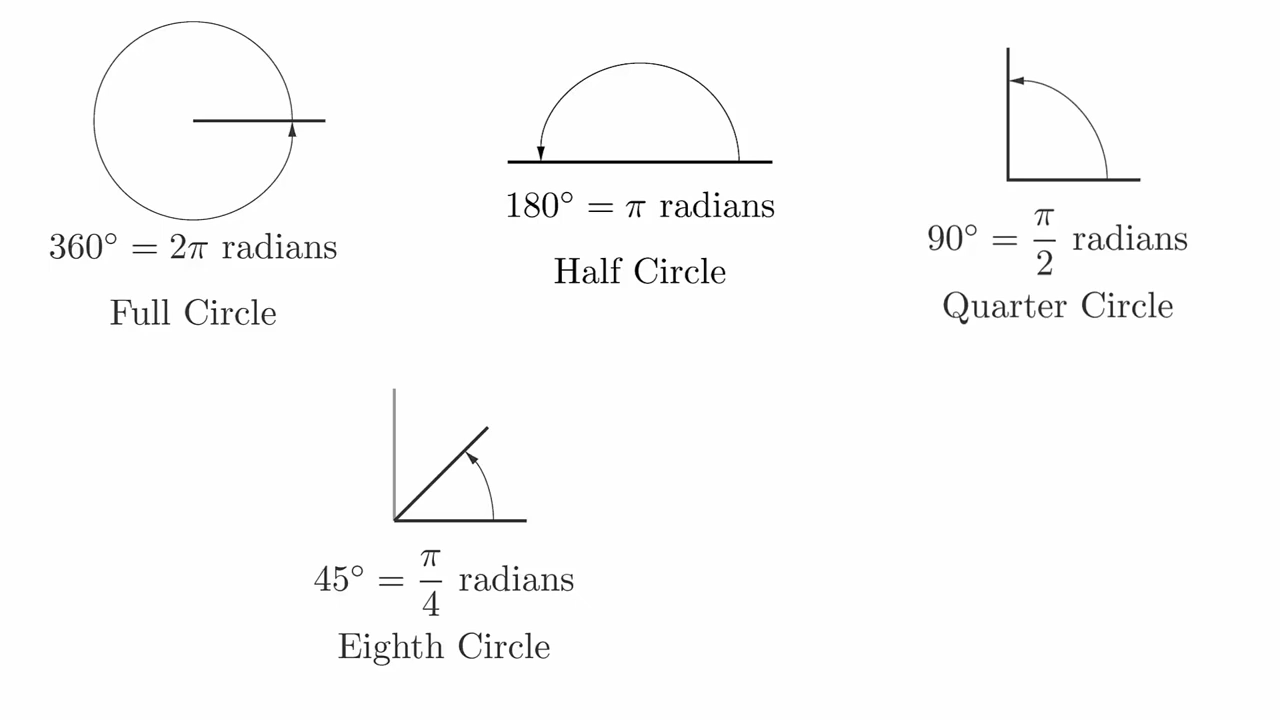 360° = 2π radians
Full Circle
180° = π radians
Half Circle
90° = π/2 radians
Quarter Circle
45° = π/4 radians
Eighth Circle